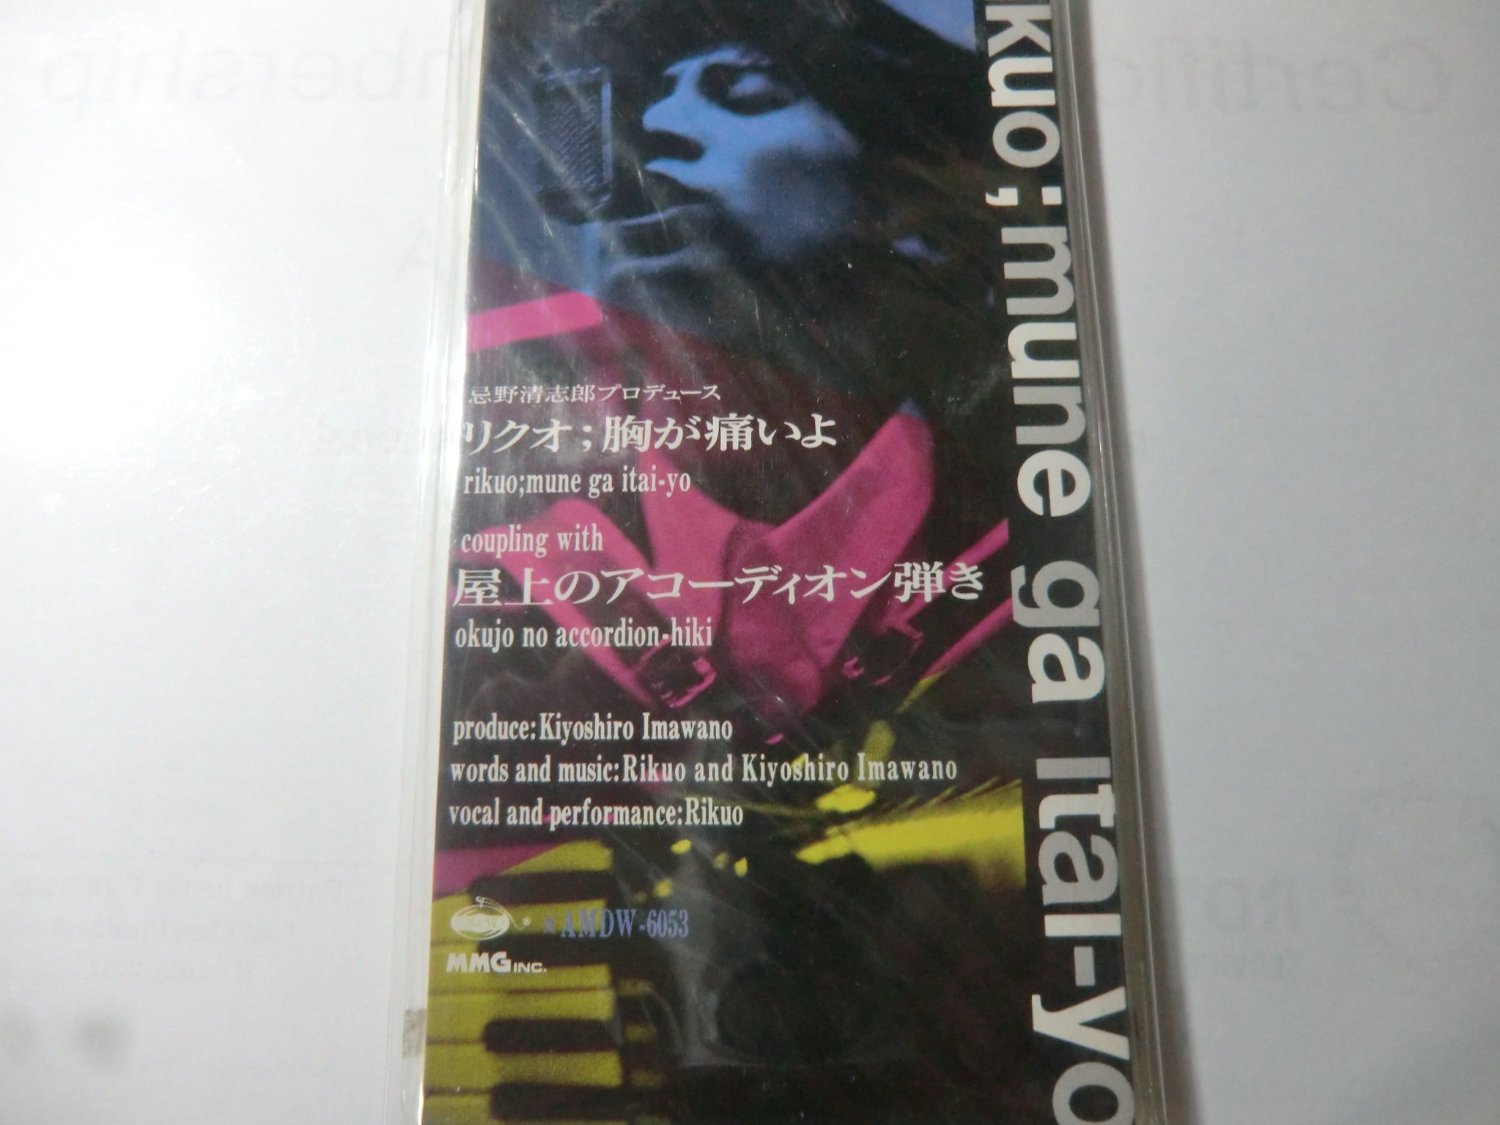 kuo; mune ga itai-yo
忌野清志郎プロデュース
リクオ；胸が痛いよ
rikuo;mune ga itai-yo
coupling with
屋上のアコーディオン弾き
okujo no accordion-hiki
produce:Kiyoshiro Imawano
words and music:Rikuo and Kiyoshiro Imawano
vocal and performance:Rikuo
AMDW-6053
MMG INC.